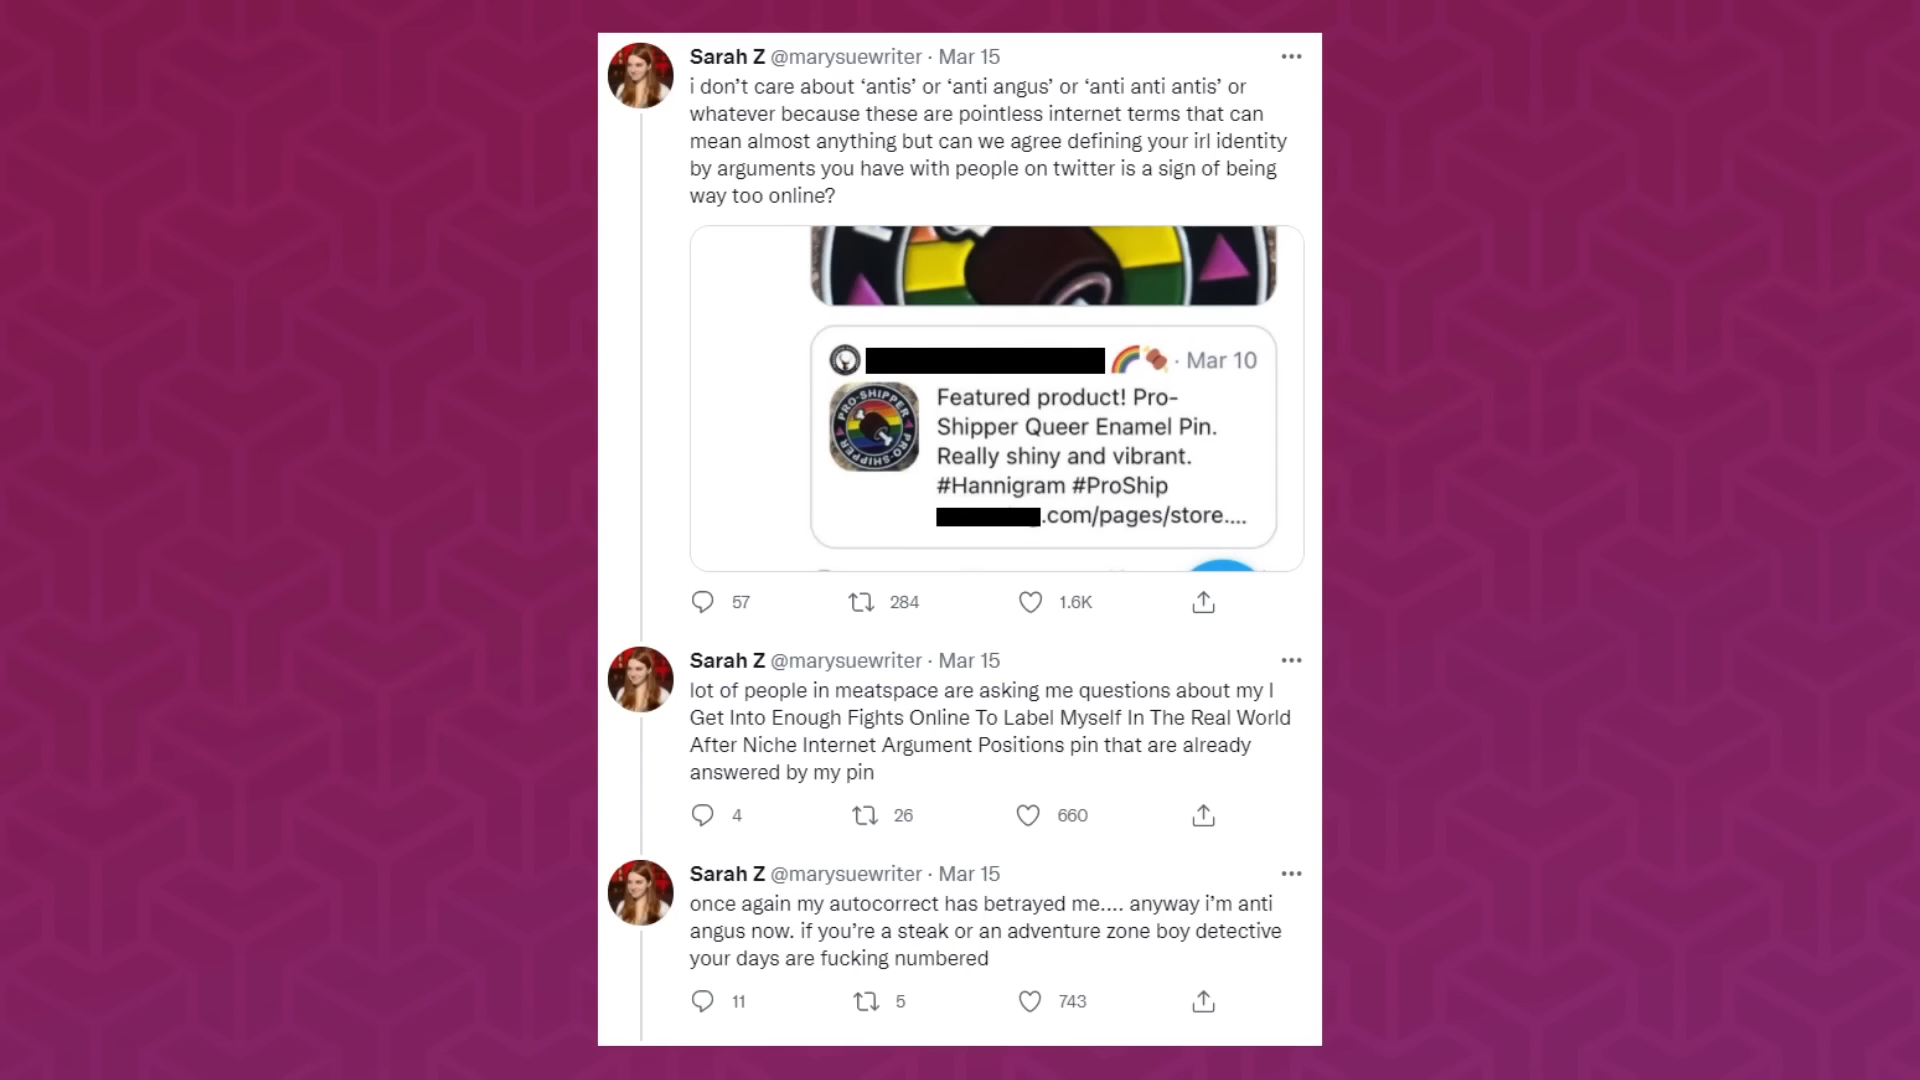 Sarah Z @marysuewriter · Mar 15
i don’t care about ‘antis’ or ‘anti angus’ or ‘anti anti antis’ or
whatever because these are pointless internet terms that can
mean almost anything but can we agree defining your irl identity
by arguments you have with people on twitter is a sign of being
way too online?
· Mar 10
PRO-SHIPPER PRO-SHIPPER
Featured product! Pro-
Shipper Queer Enamel Pin.
Really shiny and vibrant.
#Hannigram #ProShip
.com/pages/store....
57 284 1.6K
Sarah Z @marysuewriter · Mar 15
lot of people in meatspace are asking me questions about my I
Get Into Enough Fights Online To Label Myself In The Real World
After Niche Internet Argument Positions pin that are already
answered by my pin
4 26 660
Sarah Z @marysuewriter · Mar 15
once again my autocorrect has betrayed me.... anyway i’m anti
angus now. if you’re a steak or an adventure zone boy detective
your days are fucking numbered
11 5 743